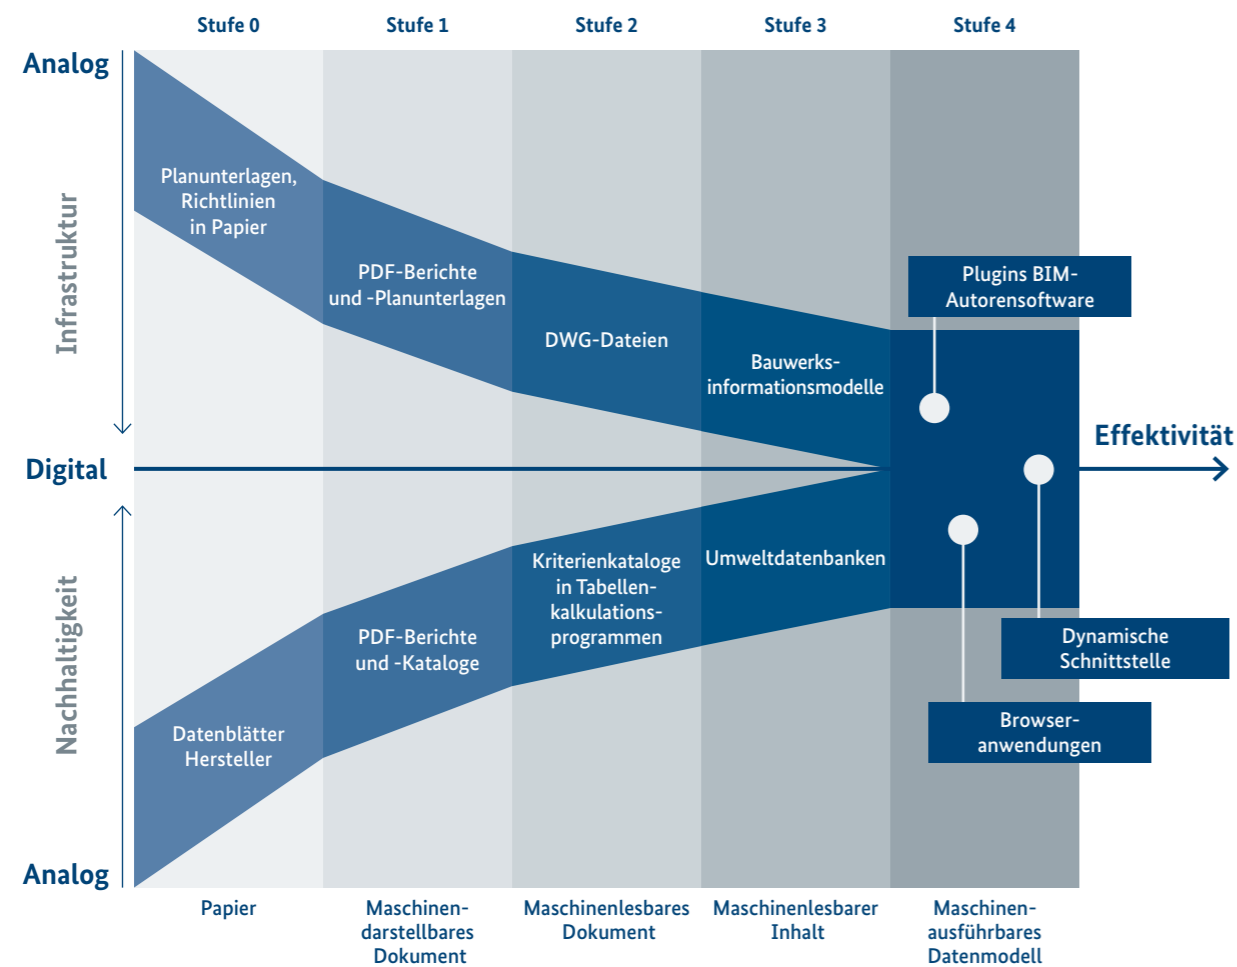 Stufe 0
Stufe 1
Stufe 2
Stufe 3
Stufe 4
Analog
Infrastruktur
Digital
Nachhaltigkeit
Analog
Planunterlagen,
Richtlinien
in Papier
PDF-Berichte
und -Planunterlagen
DWG-Dateien
Bauwerks-
informationsmodelle
Plugins BIM-
Autorensoftware
Effektivität
Datenblätter
Hersteller
PDF-Berichte
und -Kataloge
Kriterienkataloge
in Tabellen-
kalkulations-
programmen
Umweltdatenbanken
Dynamische
Schnittstelle
Browser-
anwendungen
Papier
Maschinen-
darstellbares
Dokument
Maschinenlesbares
Dokument
Maschinenlesbarer
Inhalt
Maschinen-
ausführbares
Datenmodell